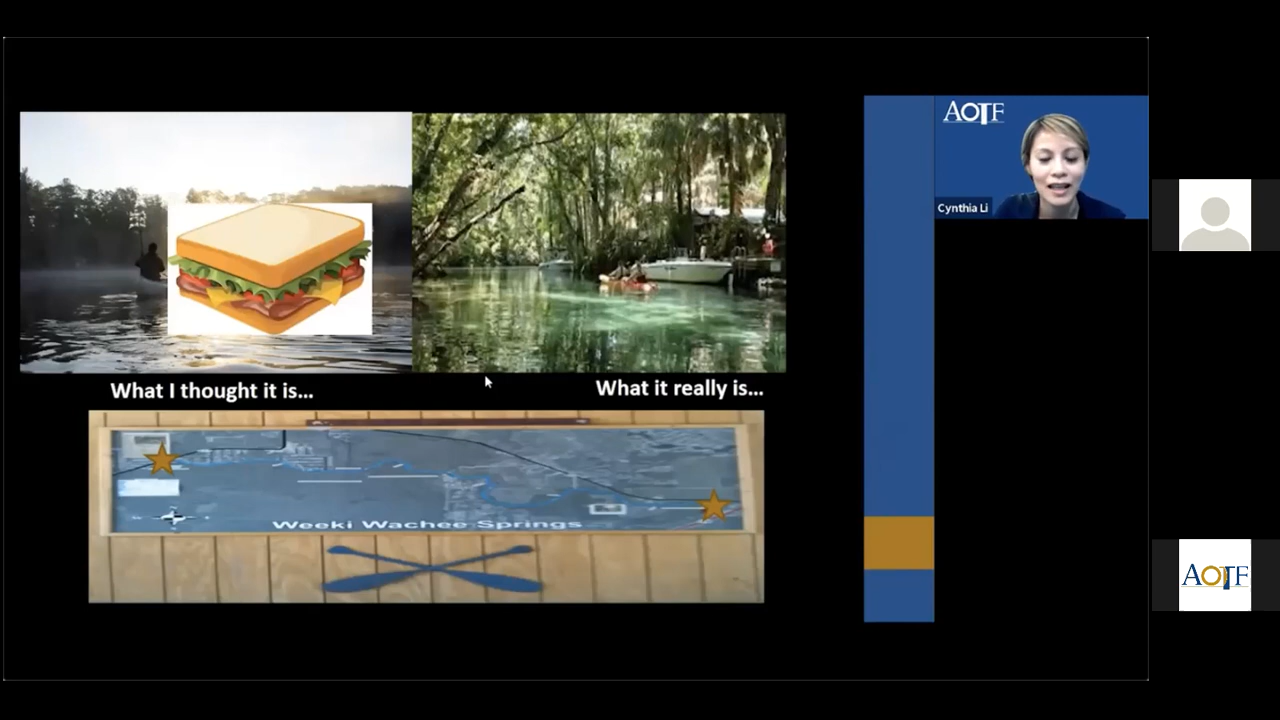 AOTF
Cynthia Li
What I thought it is...
What it really is...
Weeki Wachee Springs
AOTF